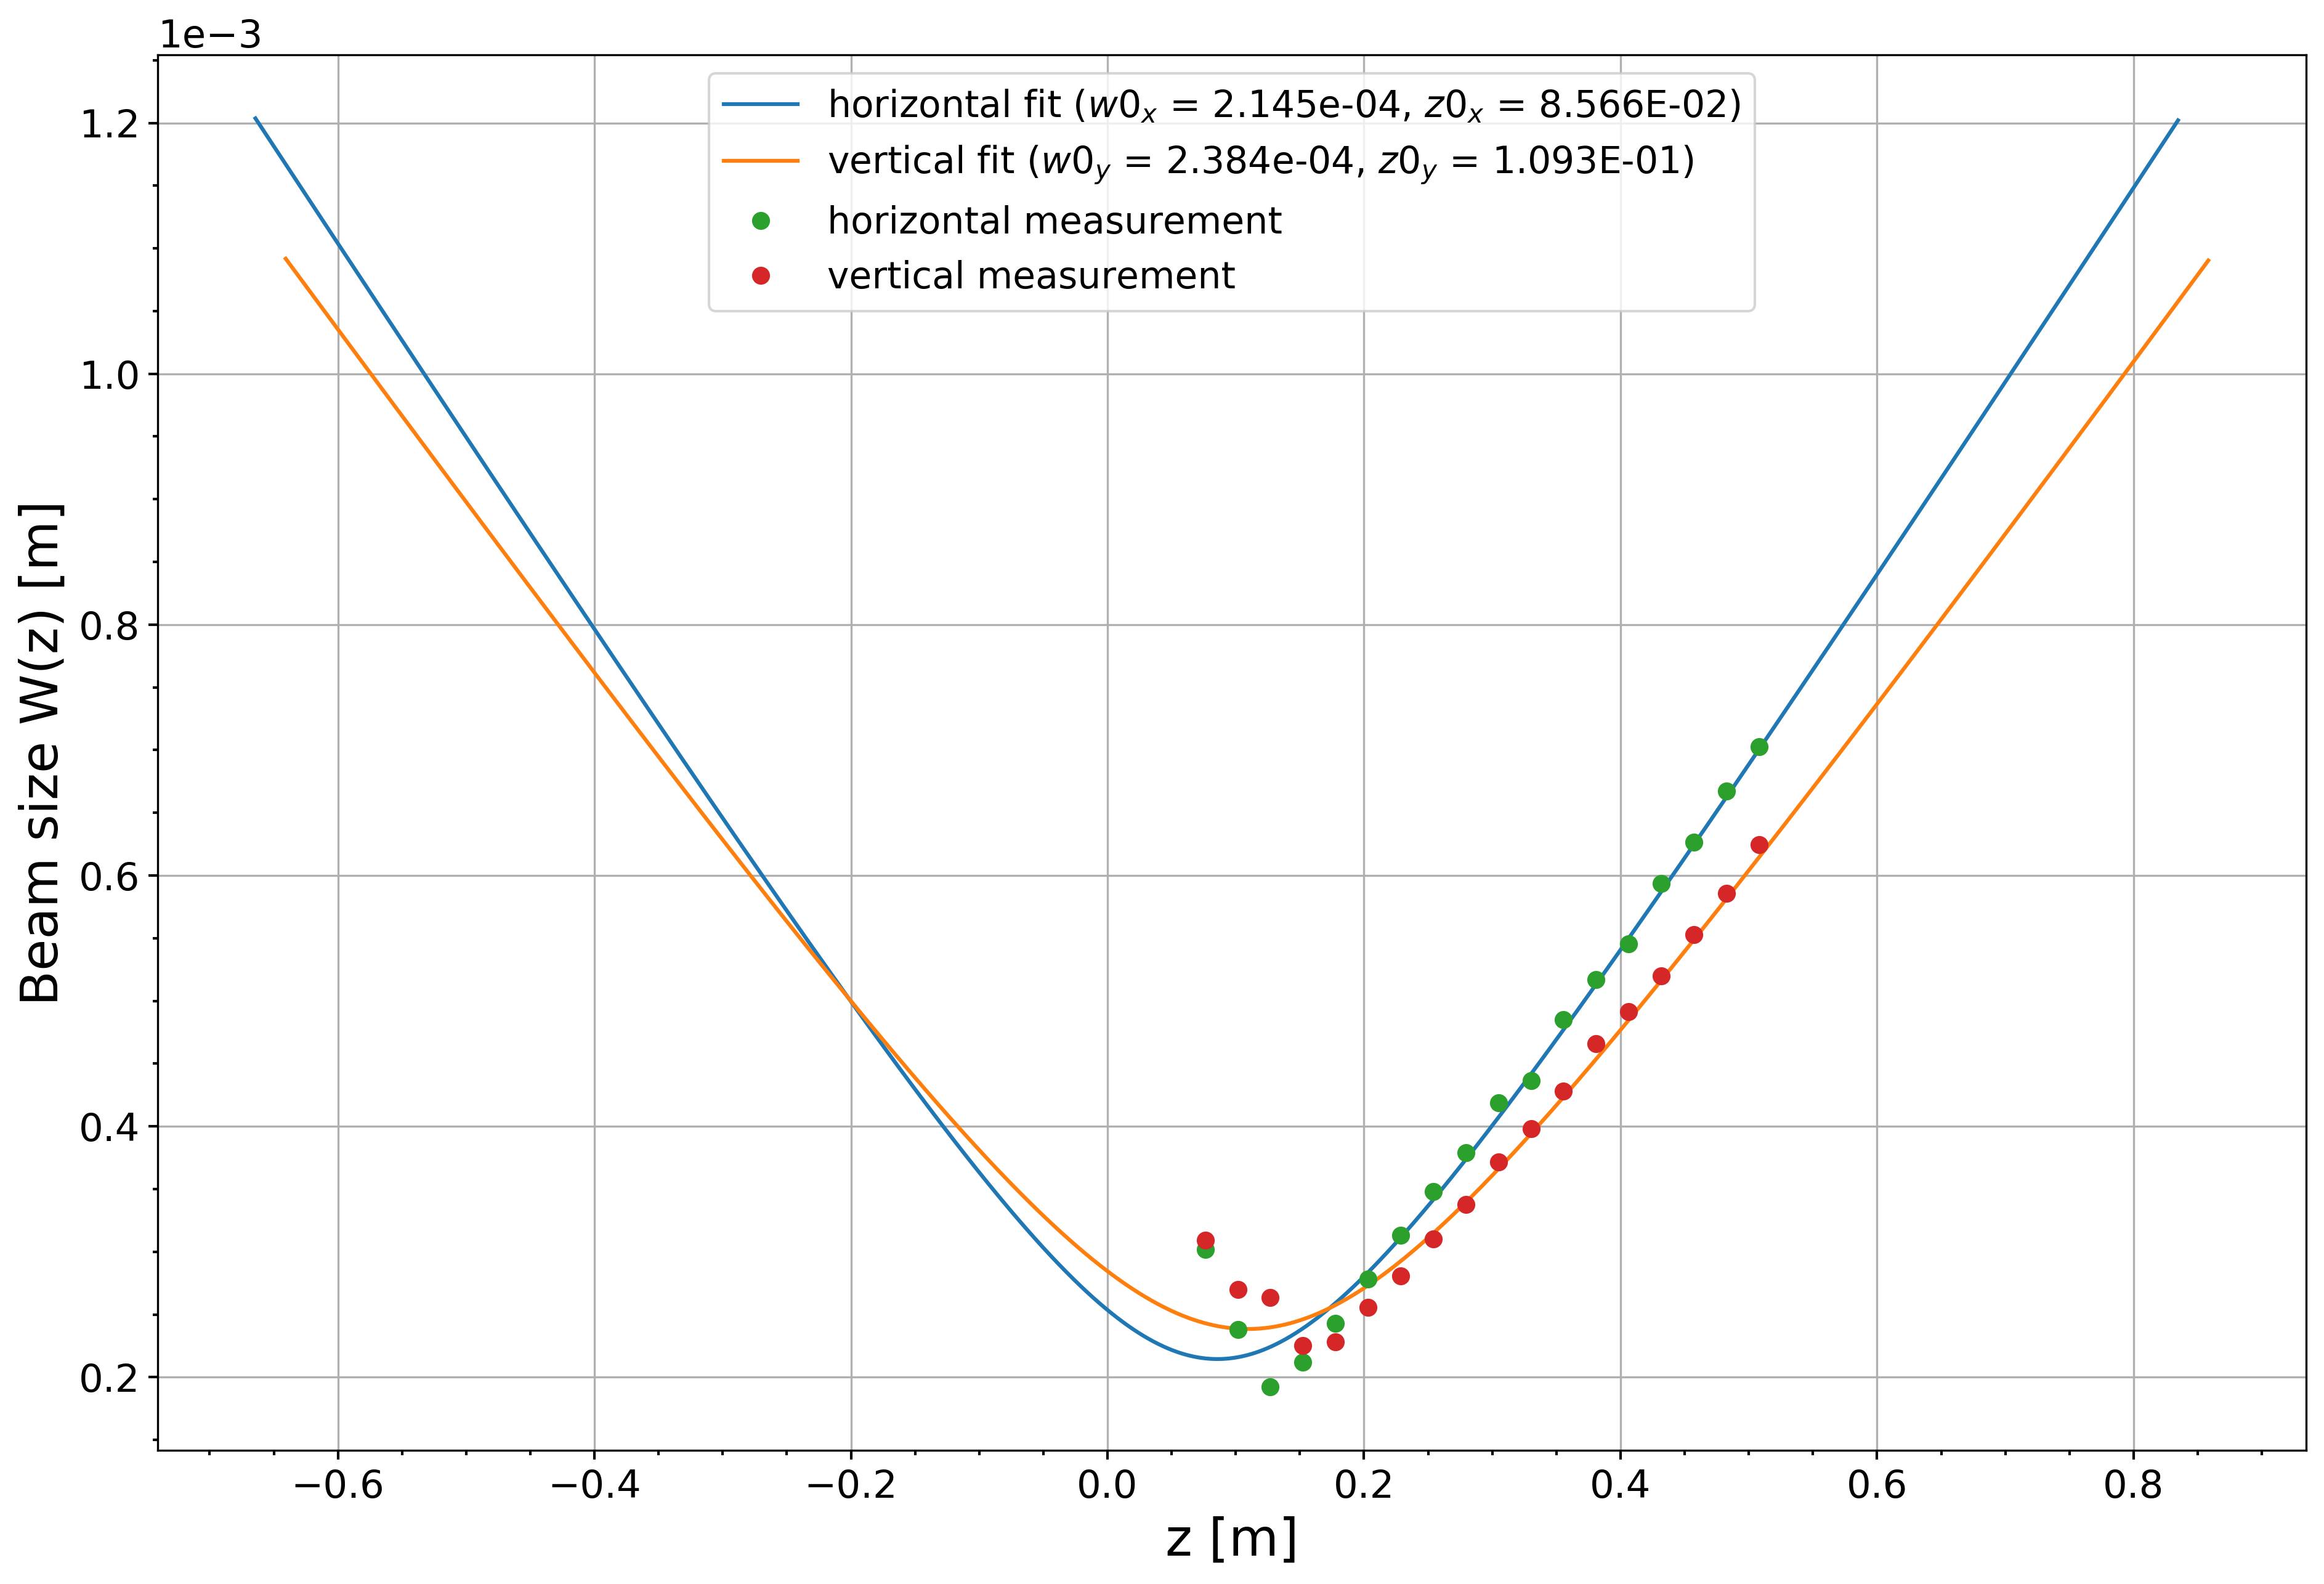 1e−3
horizontal fit (w0x = 2.145e-04, z0x = 8.566E-02)
vertical fit (w0y = 2.384e-04, z0y = 1.093E-01)
horizontal measurement
vertical measurement
1.2
1.0
0.8
0.6
0.4
0.2
Beam size W(z) [m]
−0.6 −0.4 −0.2 0.0 0.2 0.4 0.6 0.8
z [m]